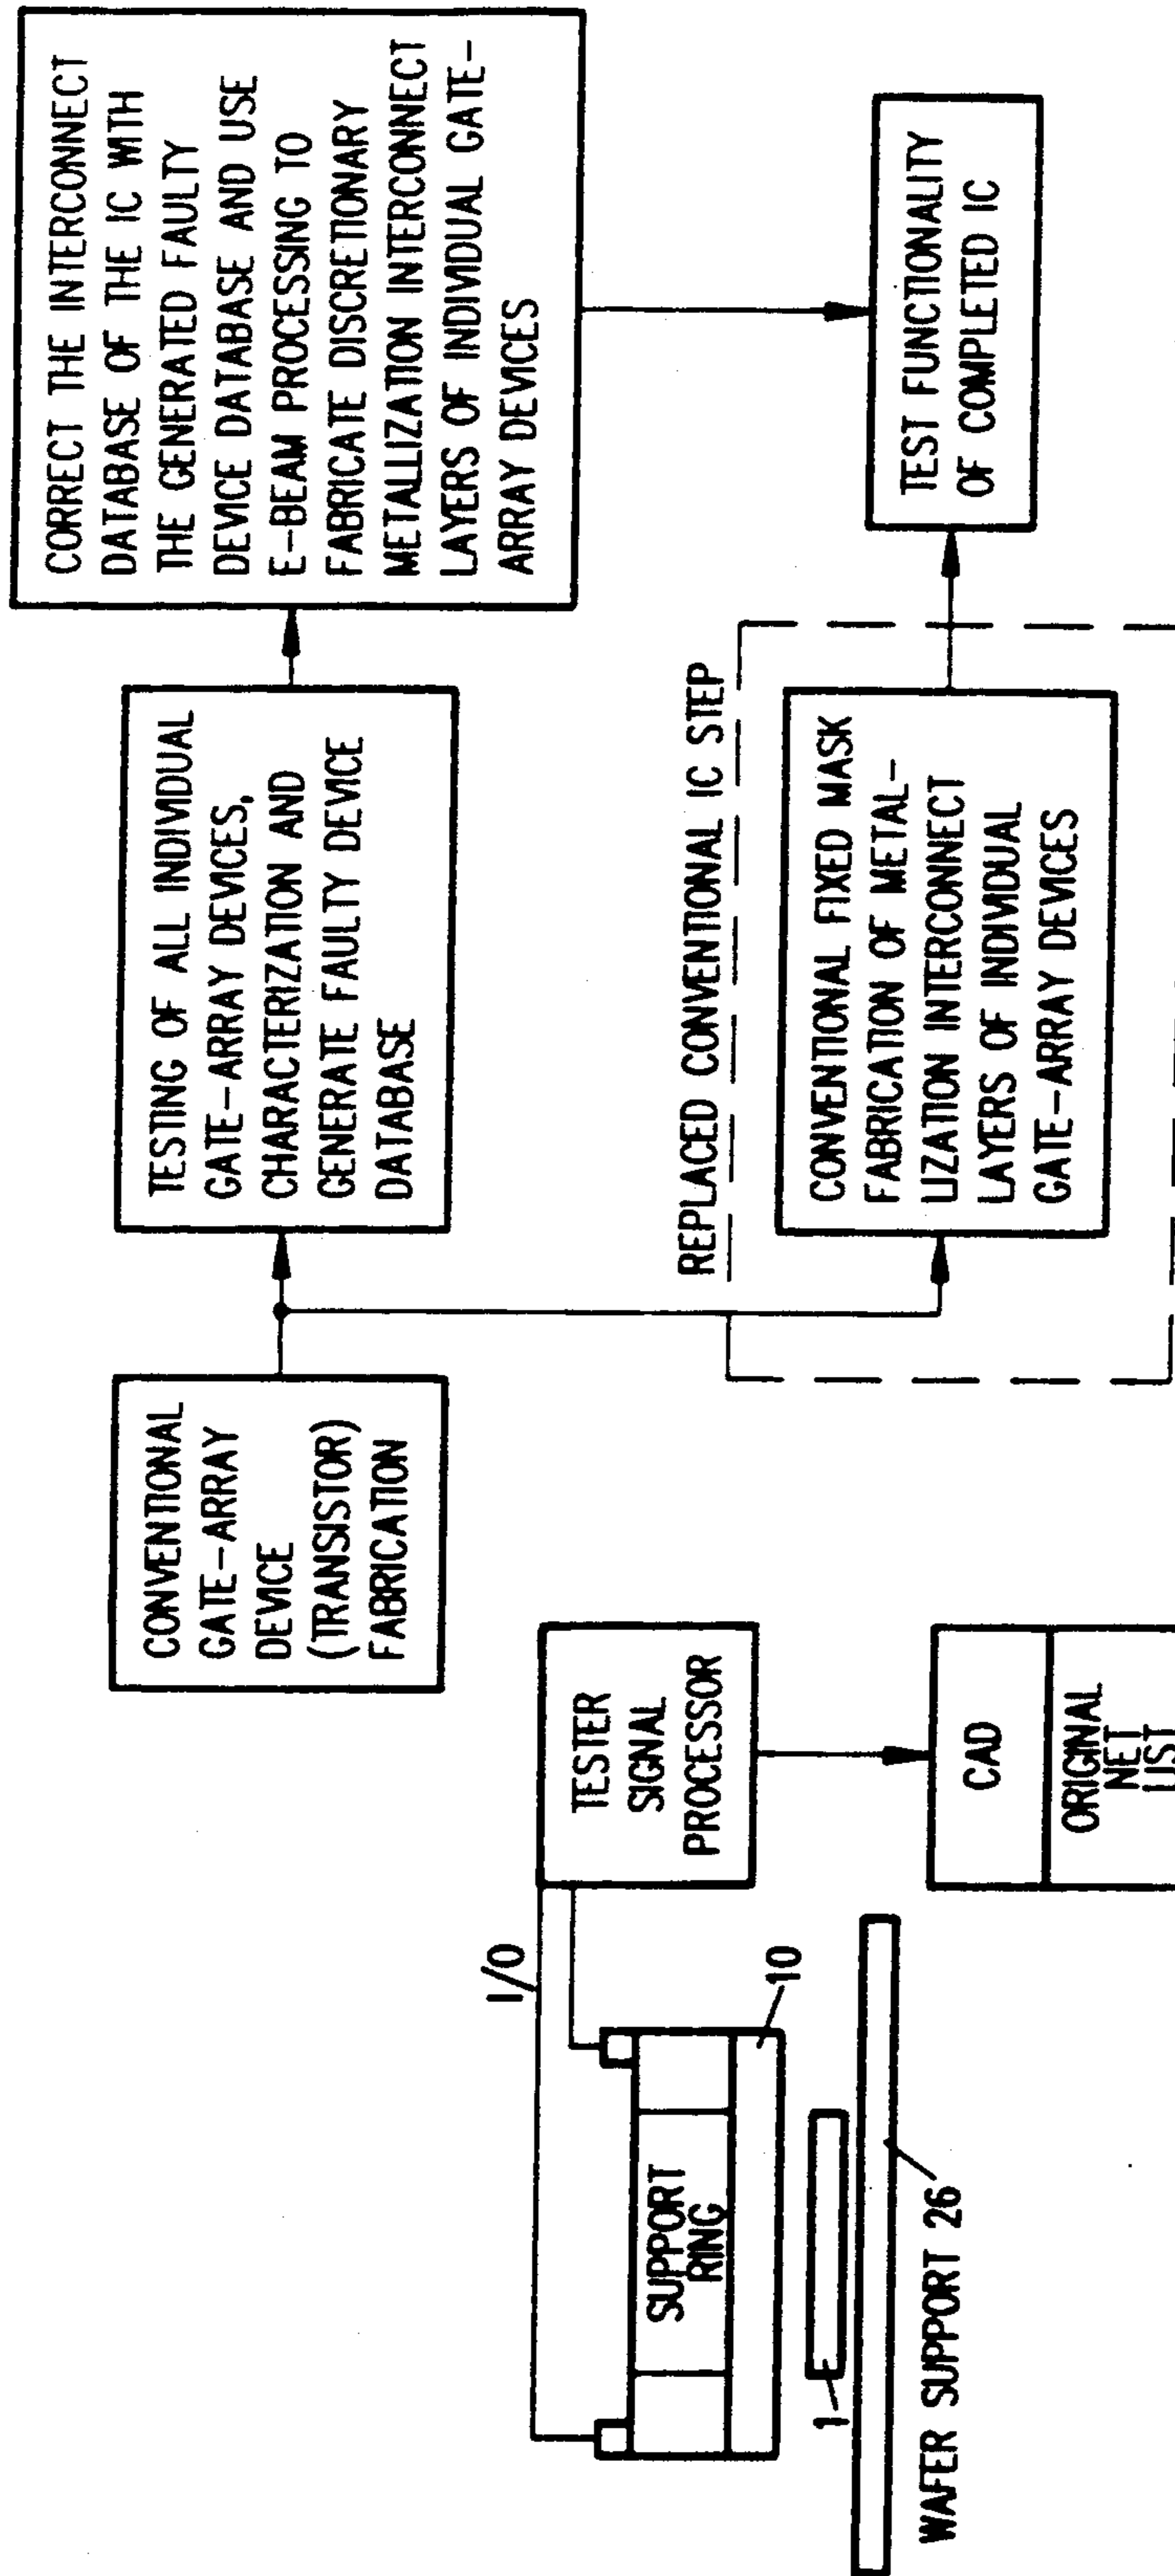 CONVENTIONAL
GATE-ARRAY
DEVICE
(TRANSISTOR)
FABRICATION
TESTING OF ALL INDIVIDUAL
GATE-ARRAY DEVICES,
CHARACTERIZATION AND
GENERATE FAULTY DEVICE
DATABASE
CORRECT THE INTERCONNECT
DATABASE OF THE IC WITH
THE GENERATED FAULTY
DEVICE DATABASE AND USE
E-BEAM PROCESSING TO
FABRICATE DISCRETIONARY
METALLIZATION INTERCONNECT
LAYERS OF INDIVIDUAL GATE-
ARRAY DEVICES
REPLACED CONVENTIONAL IC STEP
CONVENTIONAL FIXED MASK
FABRICATION OF METAL-
LIZATION INTERCONNECT
LAYERS OF INDIVIDUAL
GATE-ARRAY DEVICES
TEST FUNCTIONALITY
OF COMPLETED IC
I/O
TESTER
SIGNAL
PROCESSOR
SUPPORT
RING
10
1
WAFER SUPPORT 26
CAD
ORIGINAL
NET
LIST